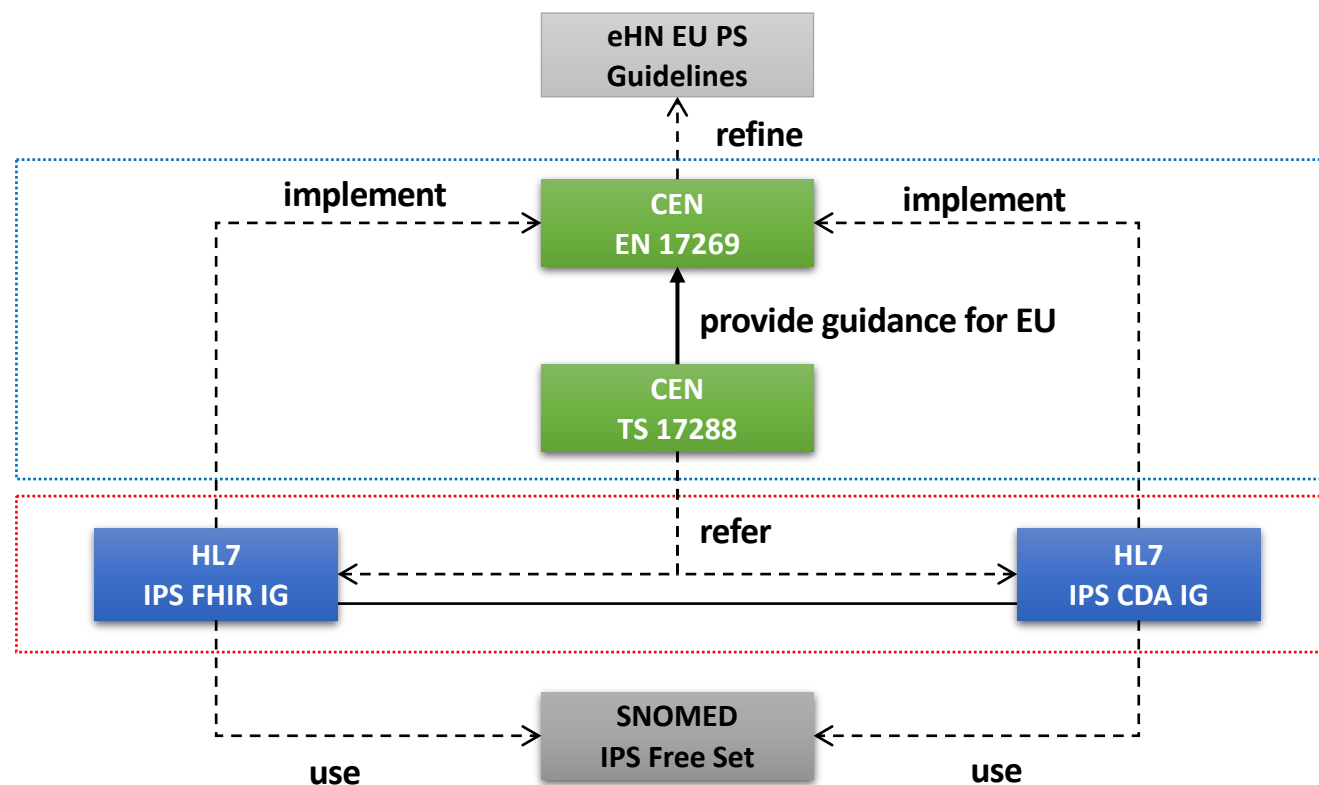 eHN EU PS
Guidelines
refine
implement
CEN
EN 17269
implement
provide guidance for EU
CEN
TS 17288
refer
HL7
IPS FHIR IG
HL7
IPS CDA IG
SNOMED
IPS Free Set
use
use